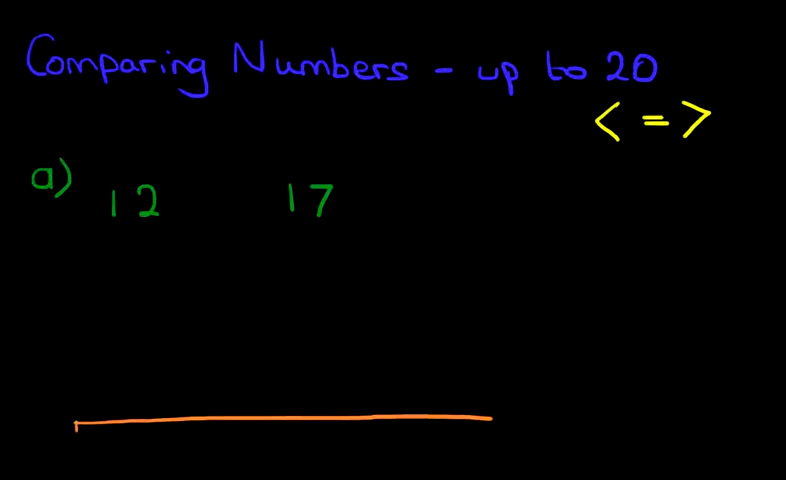 Comparing Numbers - up to 20
< = >
a) 12 17